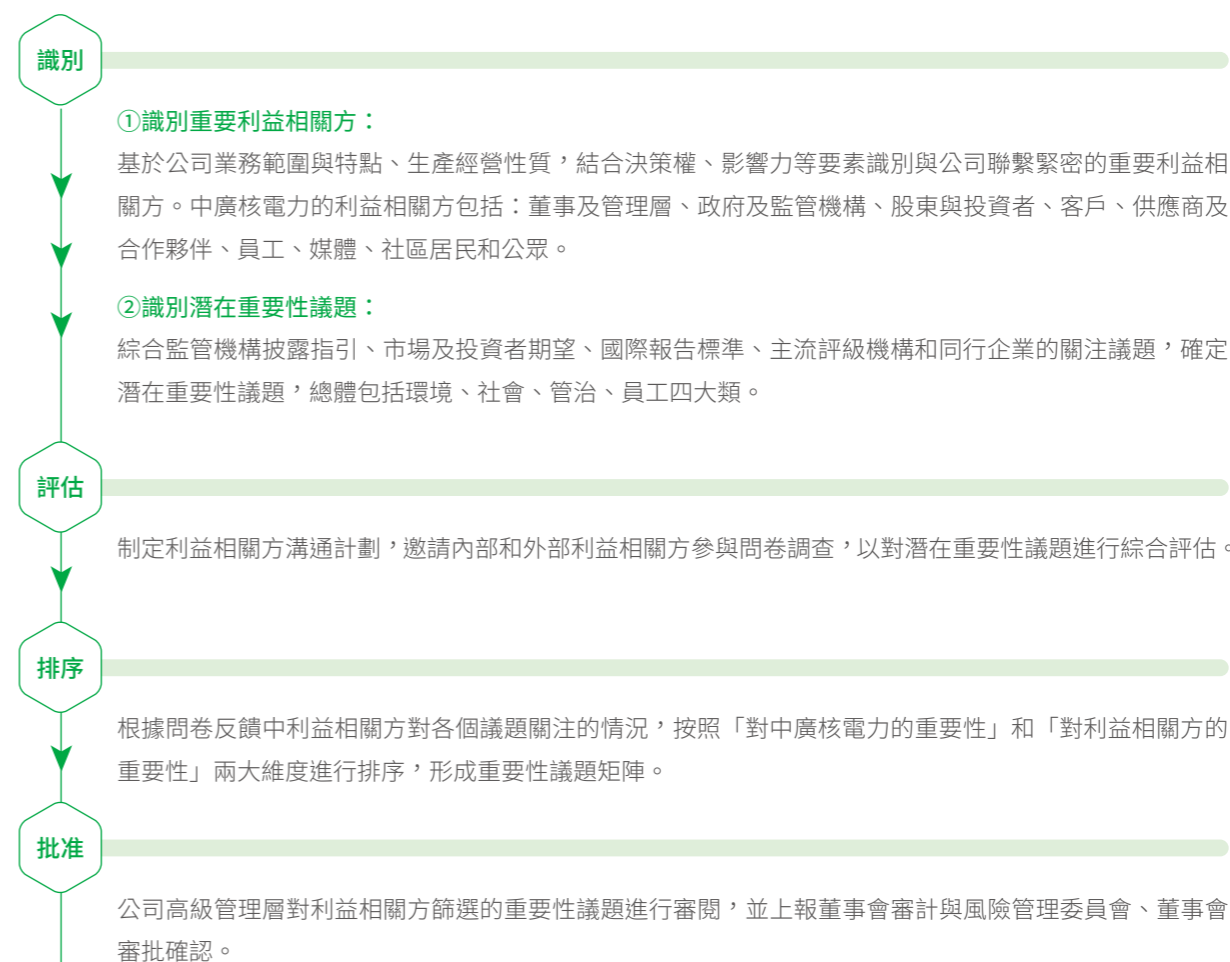 識別
①識別重要利益相關方：
基於公司業務範圍與特點、生產經營性質，結合決策權、影響力等要素識別與公司聯繫緊密的重要利益相
關方。中廣核電力的利益相關方包括：董事及管理層、政府及監管機構、股東與投資者、客戶、供應商及
合作夥伴、員工、媒體、社區居民和公眾。
②識別潛在重要性議題：
綜合監管機構披露指引、市場及投資者期望、國際報告標準、主流評級機構和同行企業的關注議題，確定
潛在重要性議題，總體包括環境、社會、管治、員工四大類。
評估
制定利益相關方溝通計劃，邀請內部和外部利益相關方參與問卷調查，以對潛在重要性議題進行綜合評估。
排序
根據問卷反饋中利益相關方對各個議題關注的情況，按照「對中廣核電力的重要性」和「對利益相關方的
重要性」兩大維度進行排序，形成重要性議題矩陣。
批准
公司高級管理層對利益相關方篩選的重要性議題進行審閱，並上報董事會審計與風險管理委員會、董事會
審批確認。